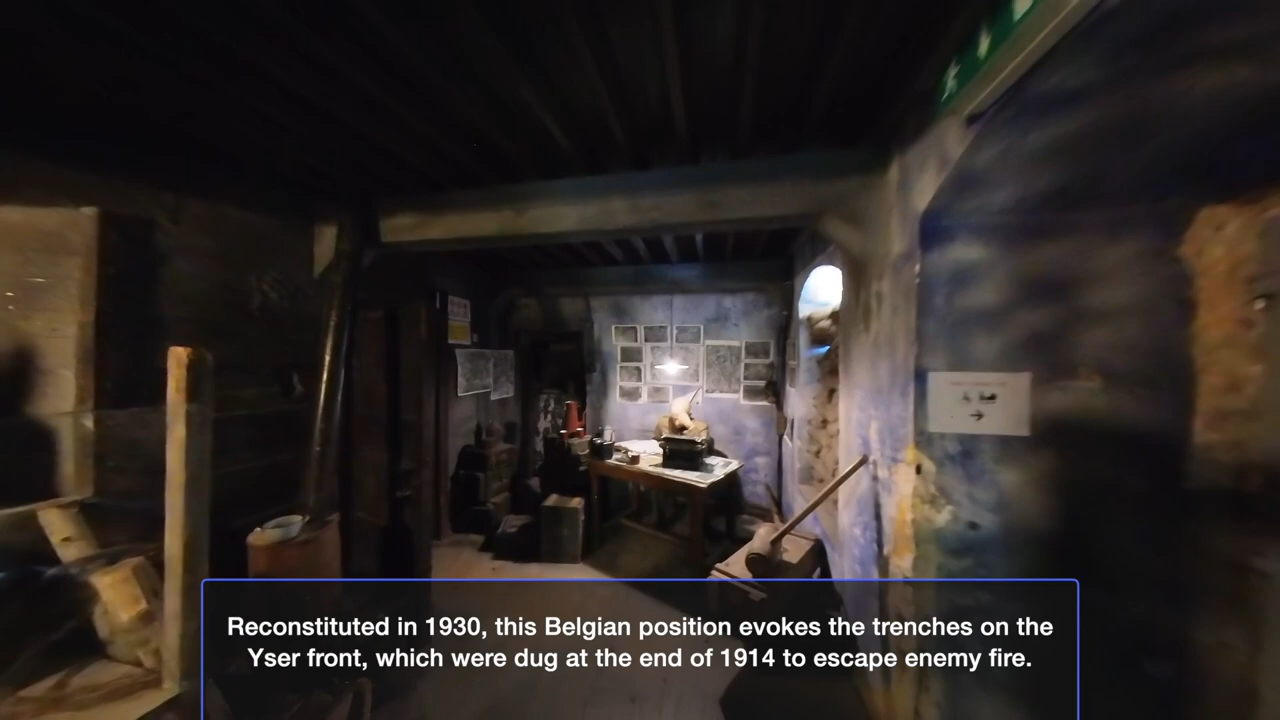 Reconstituted in 1930, this Belgian position evokes the trenches on the
Yser front, which were dug at the end of 1914 to escape enemy fire.